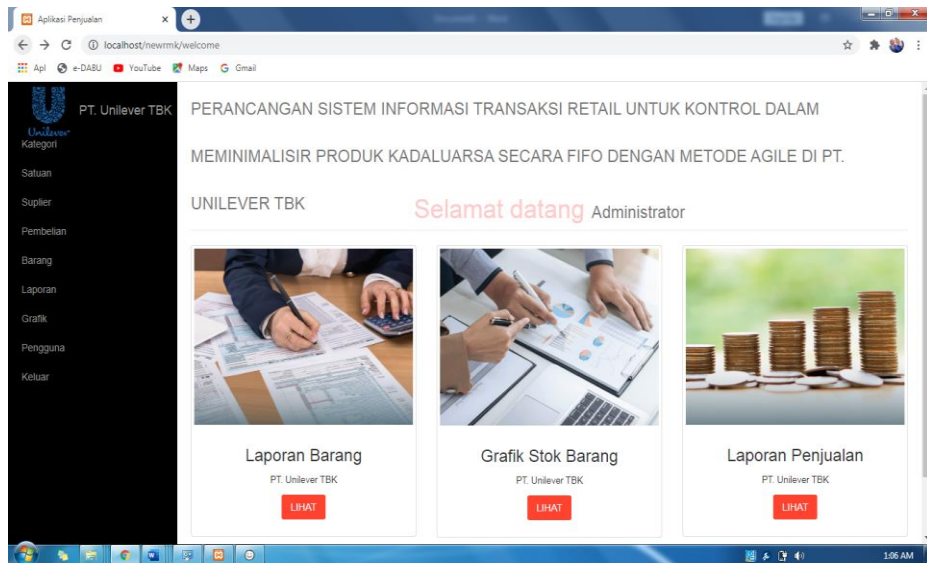 Aplikasi Penjualan
localhost/newrmk/welcome
Apl e-DABU YouTube Maps Gmail
Unilever
PT. Unilever TBK
Kategori
Satuan
Suplier
Pembelian
Barang
Laporan
Grafik
Pengguna
Keluar
PERANCANGAN SISTEM INFORMASI TRANSAKSI RETAIL UNTUK KONTROL DALAM
MEMINIMALISIR PRODUK KADALUARSA SECARA FIFO DENGAN METODE AGILE DI PT.
UNILEVER TBK
Selamat datang Administrator
Laporan Barang
PT. Unilever TBK
LIHAT
Grafik Stok Barang
PT. Unilever TBK
LIHAT
Laporan Penjualan
PT. Unilever TBK
LIHAT
1:06 AM